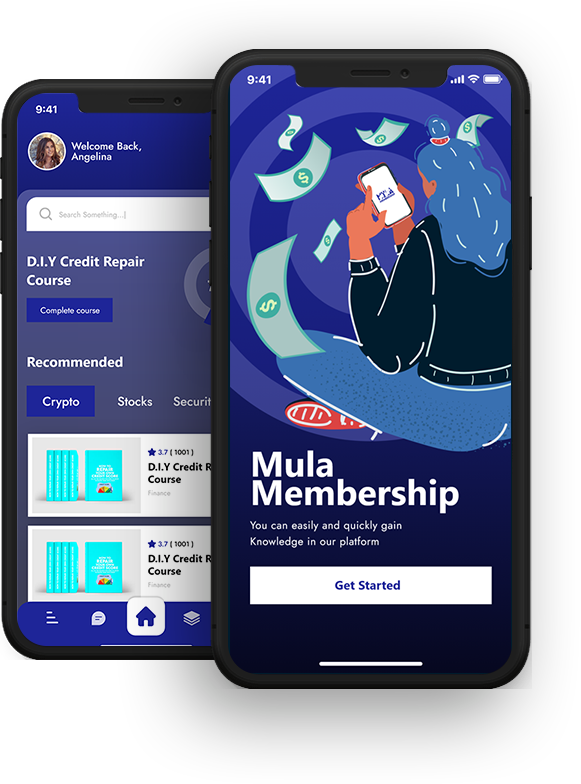 9:41
Welcome Back,
Angelina
Search Something...|
D.I.Y Credit Repair
Course
Complete course
Recommended
Crypto Stocks Securit
3.7 ( 1001 )
D.I.Y Credit R
Course
Finance
REPAIR
3.7 ( 1001 )
D.I.Y Credit R
Course
Finance
REPAIR
9:41
Mula
Membership
You can easily and quickly gain
Knowledge in our platform
Get Started